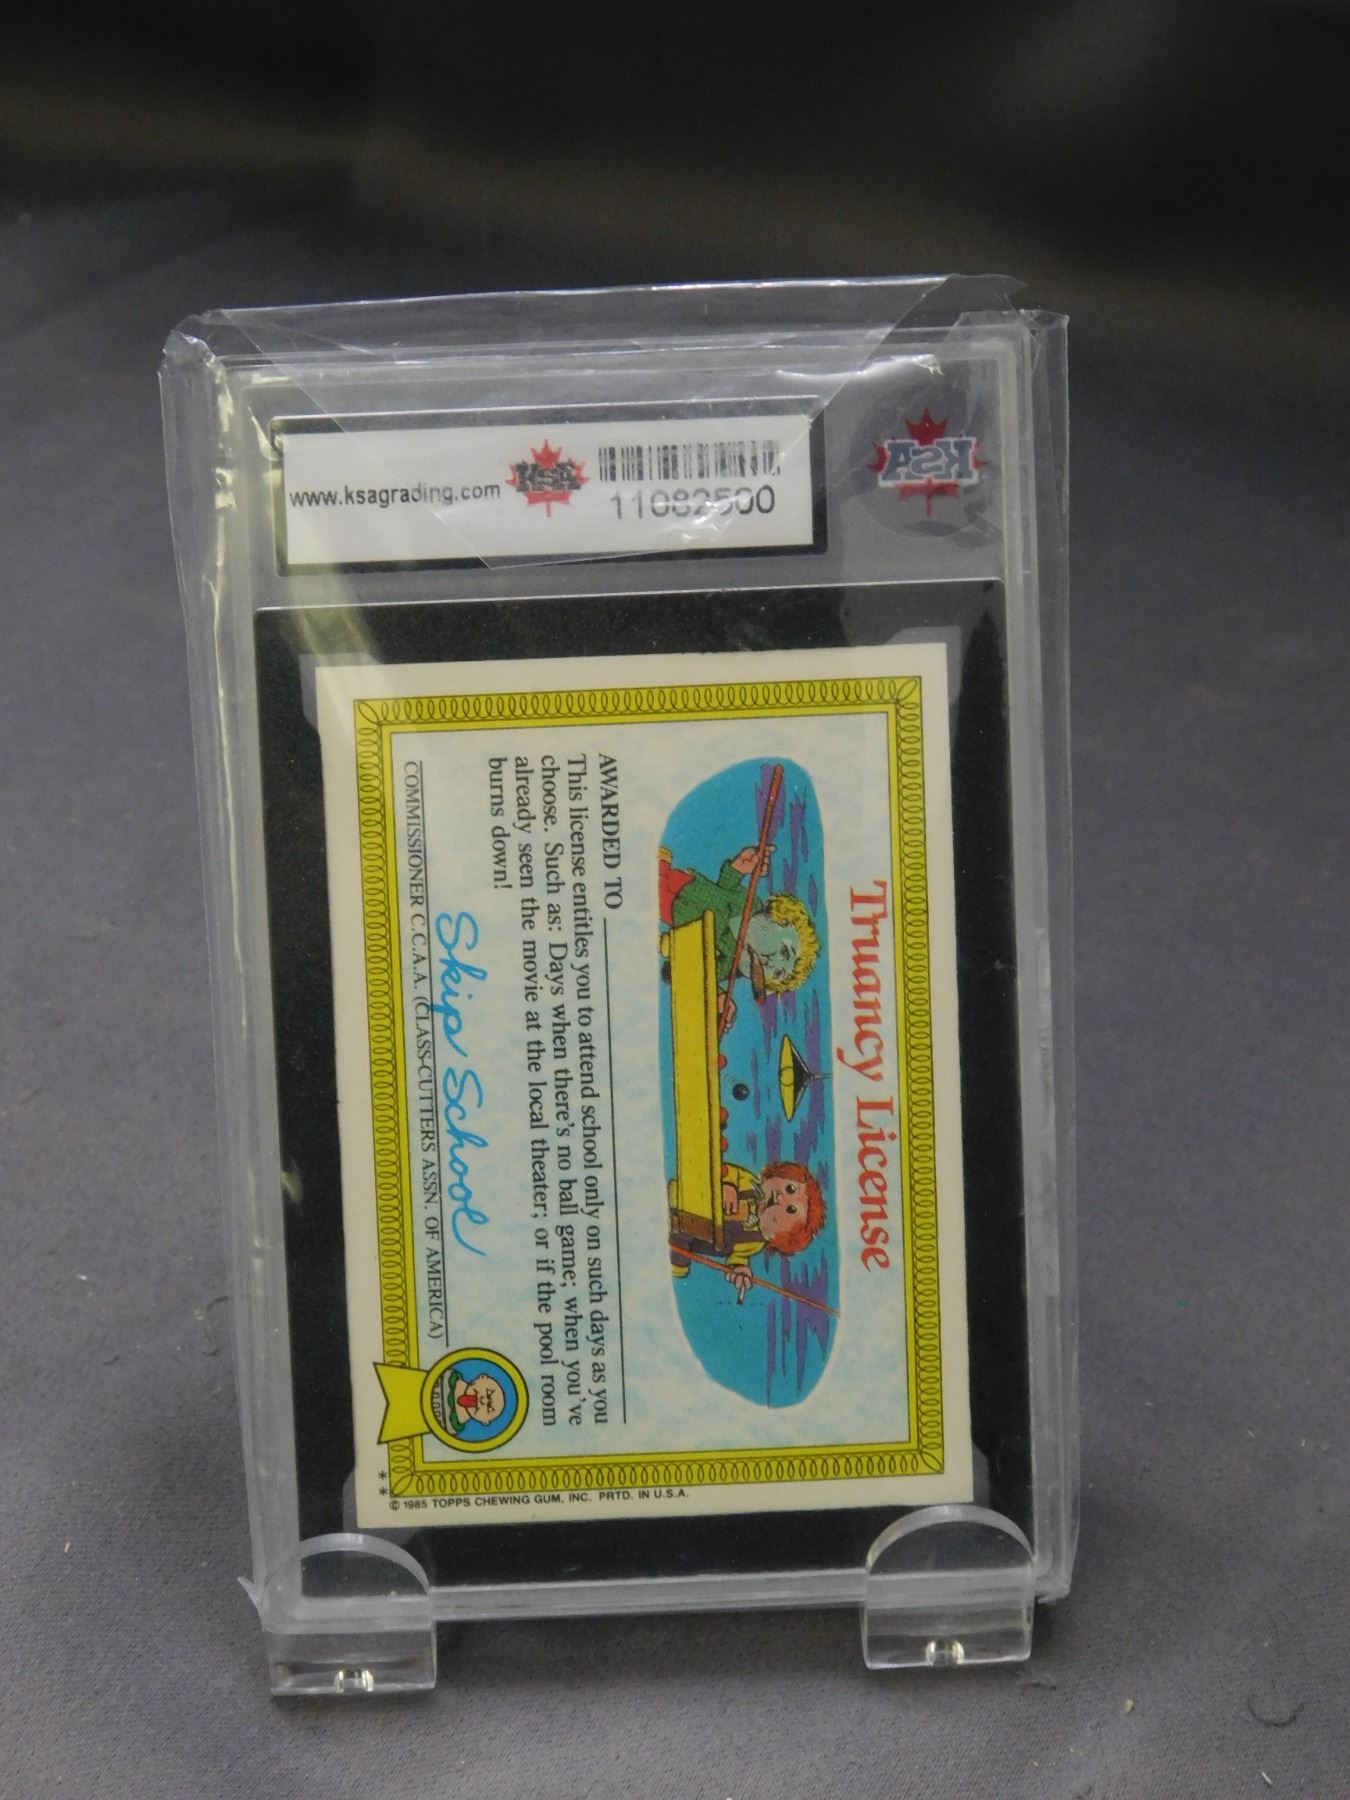 www.ksagrading.com
11082500
KSA
Truancy License
AWARDED TO
This license entitles you to attend school only on such days as you
choose. Such as: Days when there's no ball game; when you've
already seen the movie at the local theater; or if the pool room
burns down!
Skip School
COMMISSIONER C.C.A.A. (CLASS-CUTTERS ASSN. OF AMERICA)
* * © 1985 TOPPS CHEWING GUM, INC. PRTD. IN U.S.A.